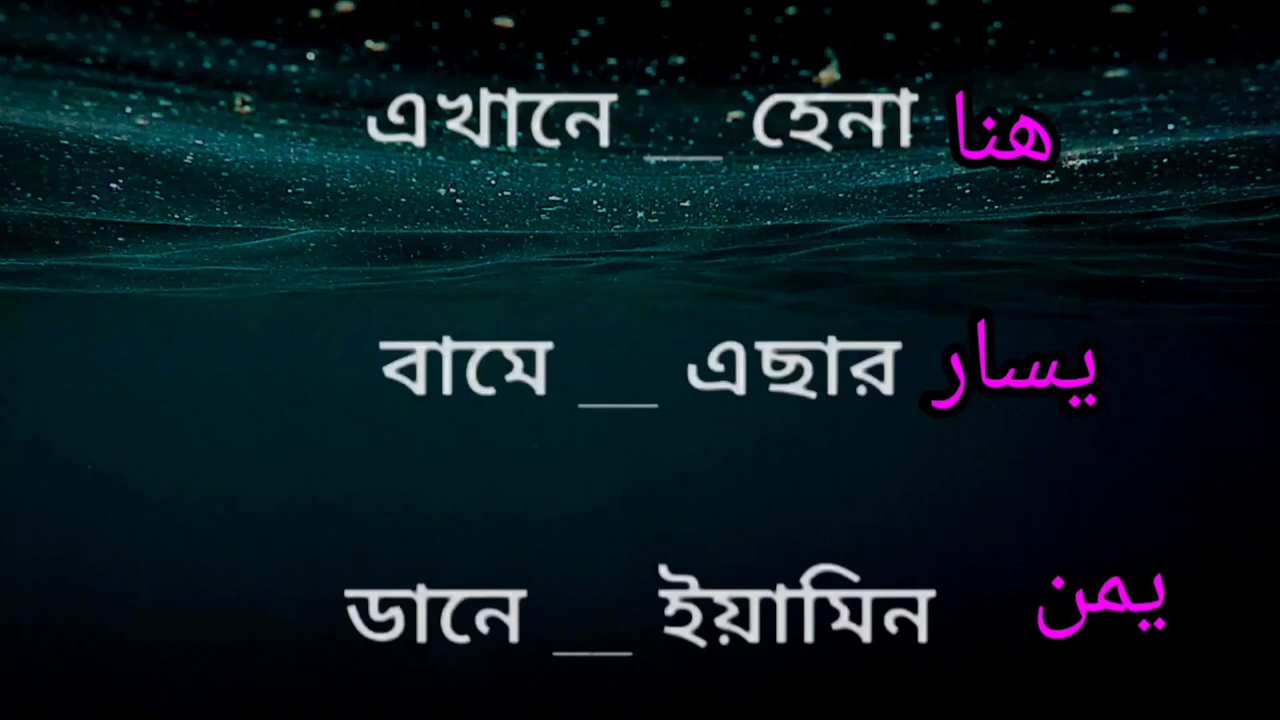 এখানে __ হেনা هنا
বামে __ এছার يسار
ডানে __ ইয়ামিন يمن